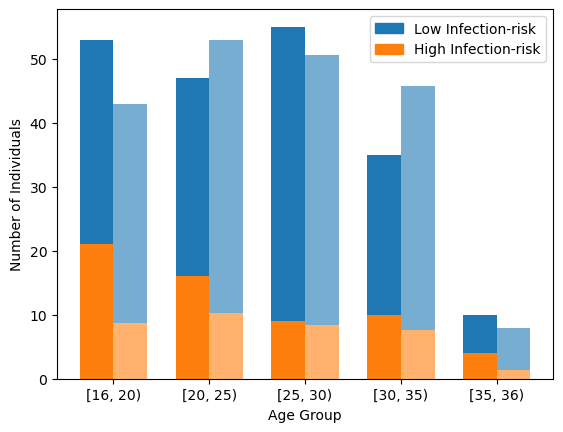 Low Infection-risk
High Infection-risk
Number of Individuals
50
40
30
20
10
0
[16, 20)
[20, 25)
[25, 30)
[30, 35)
[35, 36)
Age Group